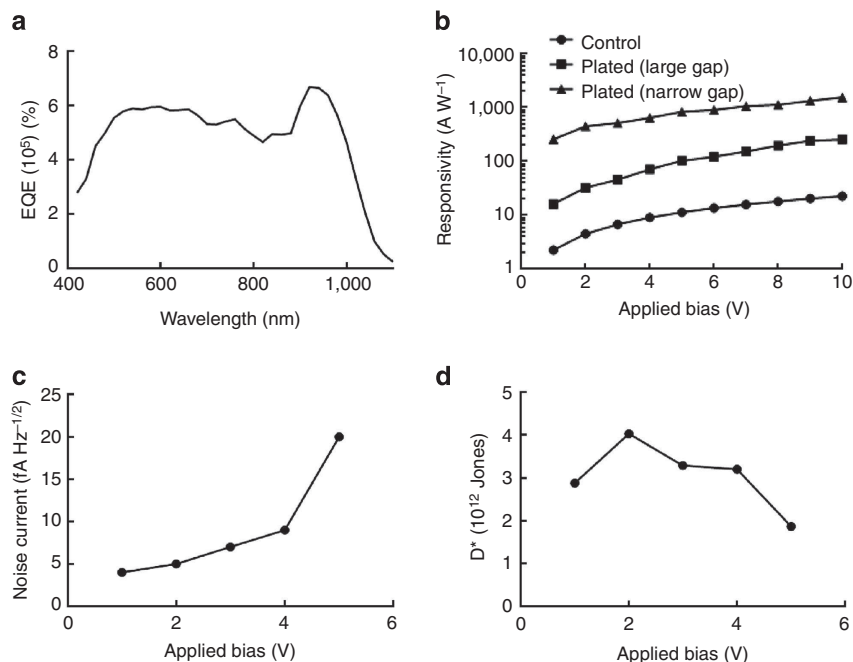 a
EQE (10⁵) (%)
8
6
4
2
0
400
600
800
1,000
Wavelength (nm)
b
Control
Plated (large gap)
Plated (narrow gap)
Responsivity (A W⁻¹)
10,000
1,000
100
10
1
2
4
6
8
10
Applied bias (V)
c
Noise current (fA Hz⁻¹/²)
25
20
15
10
5
0
0
2
4
6
Applied bias (V)
d
D* (10¹² Jones)
5
4
3
2
1
0
0
2
4
6
Applied bias (V)